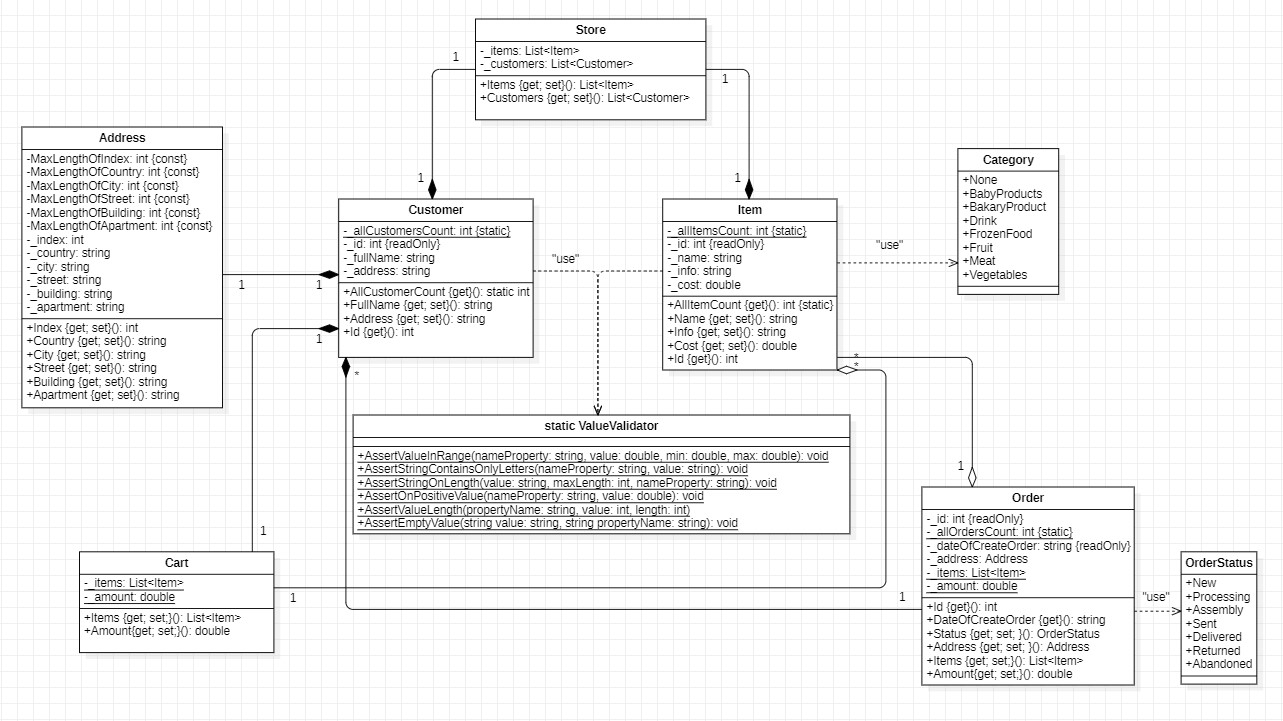 Store
-_items: List<Item>
-_customers: List<Customer>
+Items {get; set}(): List<Item>
+Customers {get; set}(): List<Customer>
1
1
1
1
Address
-MaxLengthOfIndex: int {const}
-MaxLengthOfCountry: int {const}
-MaxLengthOfCity: int {const}
-MaxLengthOfStreet: int {const}
-MaxLengthOfBuilding: int {const}
-MaxLengthOfApartment: int {const}
-_index: int
-_country: string
-_city: string
-_street: string
-_building: string
-_apartment: string
+Index {get; set}(): int
+Country {get; set}(): string
+City {get; set}(): string
+Street {get; set}(): string
+Building {get; set}(): string
+Apartment {get; set}(): string
1
1
1
Customer
-_allCustomersCount: int {static}
-_id: int {readOnly}
-_fullName: string
-_address: string
+AllCustomerCount {get}(): static int
+FullName {get; set}(): string
+Address {get; set}(): string
+Id {get}(): int
*
"use"
Item
-_allItemsCount: int {static}
-_id: int {readOnly}
-_name: string
-_info: string
-_cost: double
+AllItemCount {get}(): int {static}
+Name {get; set}(): string
+Info {get; set}(): string
+Cost {get; set}(): double
+Id {get}(): int
*
*
"use"
Category
+None
+BabyProducts
+BakaryProduct
+Drink
+FrozenFood
+Fruit
+Meat
+Vegetables
static ValueValidator
+AssertValueInRange(nameProperty: string, value: double, min: double, max: double): void
+AssertStringContainsOnlyLetters(nameProperty: string, value: string): void
+AssertStringOnLength(value: string, maxLength: int, nameProperty: string): void
+AssertOnPositiveValue(nameProperty: string, value: double): void
+AssertValueLength(propertyName: string, value: int, length: int)
+AssertEmptyValue(string value: string, string propertyName: string): void
1
Cart
-_items: List<Item>
-_amount: double
+Items {get; set;}(): List<Item>
+Amount{get; set;}(): double
1
1
1
Order
-_id: int {readOnly}
-_allOrdersCount: int {static}
-_dateOfCreateOrder: string {readOnly}
-_address: Address
-_items: List<Item>
-_amount: double
+Id {get}(): int
+DateOfCreateOrder {get}(): string
+Status {get; set; }(): OrderStatus
+Address {get; set; }(): Address
+Items {get; set;}(): List<Item>
+Amount{get; set;}(): double
"use"
OrderStatus
+New
+Processing
+Assembly
+Sent
+Delivered
+Returned
+Abandoned